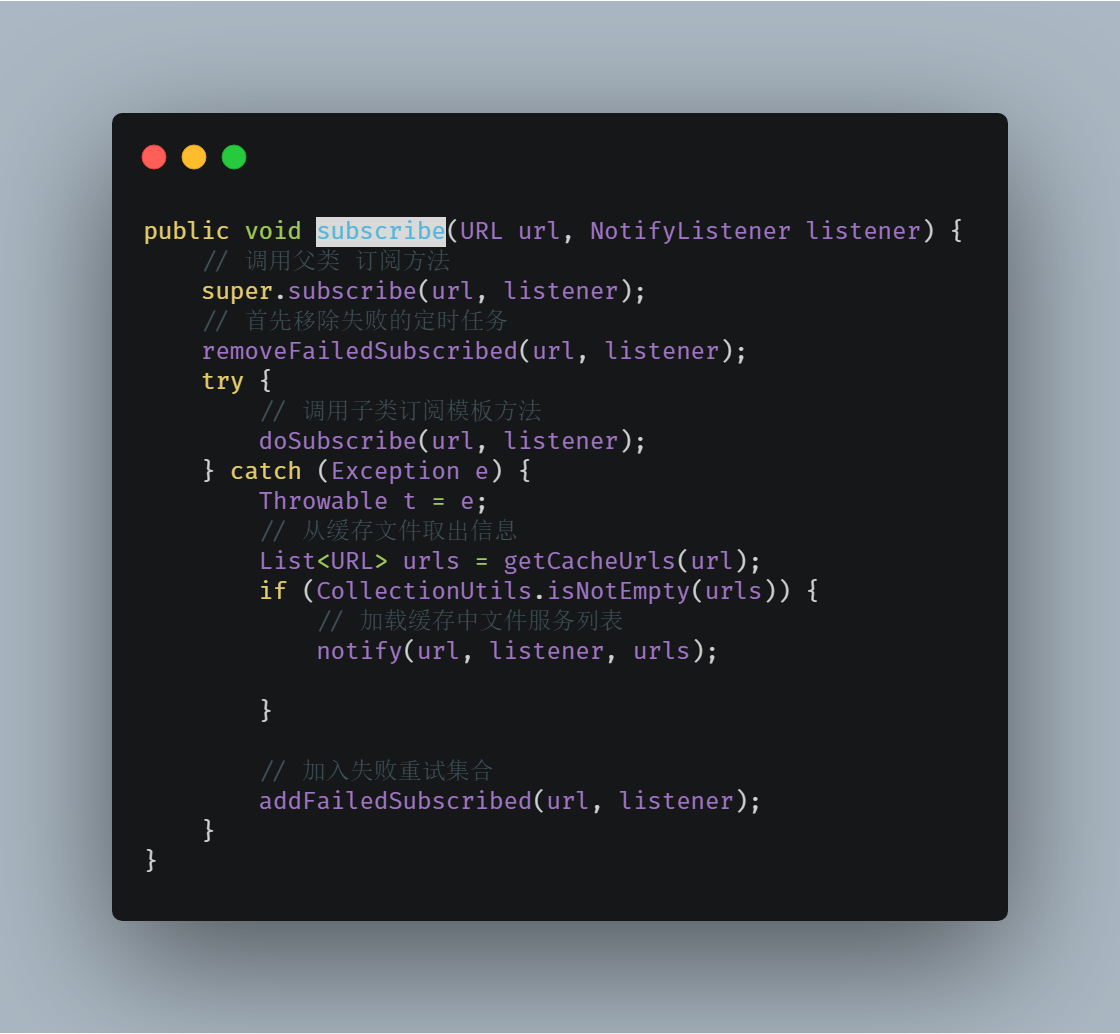 public void subscribe(URL url, NotifyListener listener) {
    // 调用父类 订阅方法
    super.subscribe(url, listener);
    // 首先移除失败的定时任务
    removeFailedSubscribed(url, listener);
    try {
        // 调用子类订阅模板方法
        doSubscribe(url, listener);
    } catch (Exception e) {
        Throwable t = e;
        // 从缓存文件取出信息
        List<URL> urls = getCacheUrls(url);
        if (CollectionUtils.isNotEmpty(urls)) {
            // 加载缓存中文件服务列表
            notify(url, listener, urls);
        }
        // 加入失败重试集合
        addFailedSubscribed(url, listener);
    }
}